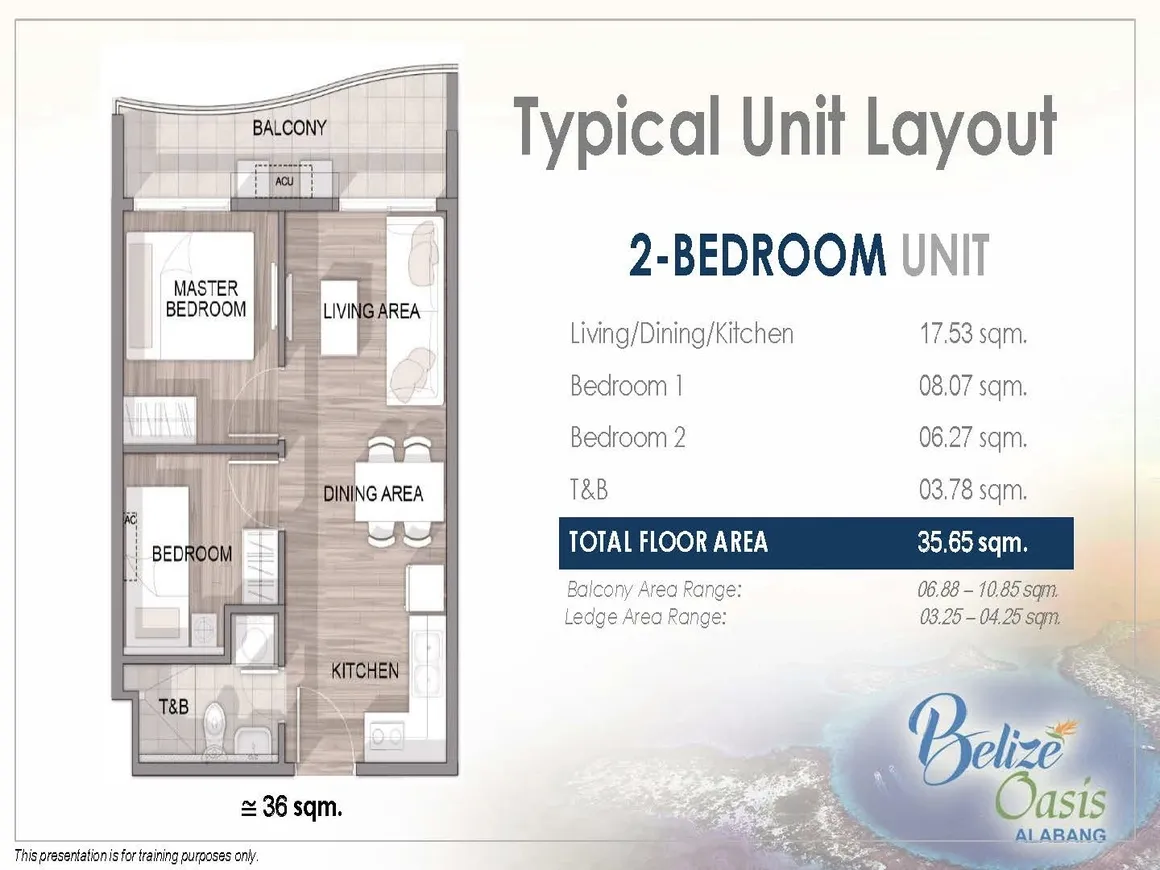 Typical Unit Layout
2-BEDROOM UNIT
Living/Dining/Kitchen 17.53 sqm.
Bedroom 1 08.07 sqm.
Bedroom 2 06.27 sqm.
T&B 03.78 sqm.
TOTAL FLOOR AREA 35.65 sqm.
Balcony Area Range: 06.88 – 10.85 sqm.
Ledge Area Range: 03.25 – 04.25 sqm.
BALCONY
ACU
MASTER
BEDROOM
LIVING AREA
DINING AREA
AC
BEDROOM
KITCHEN
T&B
≅ 36 sqm.
Belize
Oasis
ALABANG
This presentation is for training purposes only.